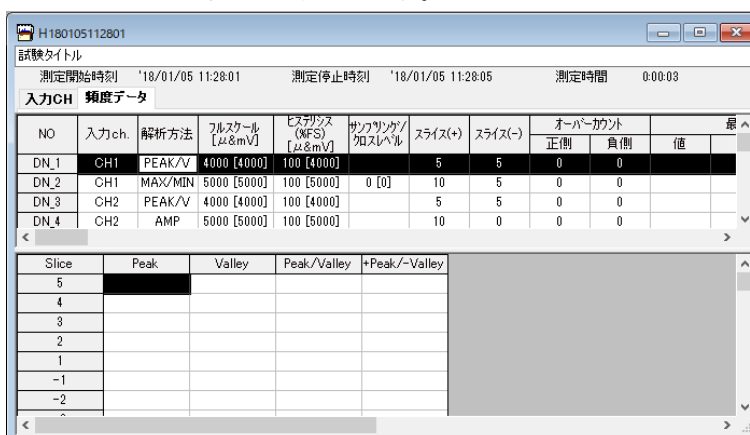 H180105112801
試験タイトル
測定開始時刻 '18/01/05 11:28:01 測定停止時刻 '18/01/05 11:28:05 測定時間 0:00:03
入力CH 頻度データ
NO 入力ch. 解析方法 フルスケール [μ&mV] ヒステリシス (%FS) [μ&mV] サンプリング/クロスレベル スライス(+) スライス(-) オーバーカウント 正側 負側 値 最
DN_1 CH1 PEAK/V 4000 [4000] 100 [4000] 5 5 0 0
DN_2 CH1 MAX/MIN 5000 [5000] 100 [5000] 0 [0] 10 5 0 0
DN_3 CH2 PEAK/V 4000 [4000] 100 [4000] 5 5 0 0
DN_4 CH2 AMP 5000 [5000] 100 [5000] 10 0 0 0
Slice Peak Valley Peak/Valley +Peak/-Valley
5
4
3
2
1
-1
-2